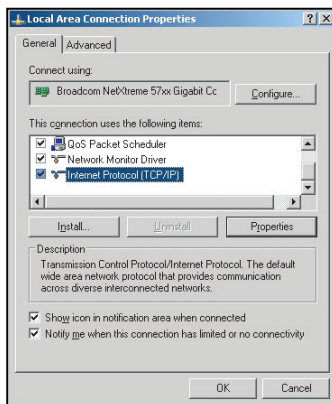 Local Area Connection Properties
General Advanced
Connect using:
Broadcom NetXtreme 57xx Gigabit Cc
Configure...
This connection uses the following items:
QoS Packet Scheduler
Network Monitor Driver
Internet Protocol (TCP/IP)
Install... Uninstall Properties
Description
Transmission Control Protocol/Internet Protocol. The default
wide area network protocol that provides communication
across diverse interconnected networks.
Show icon in notification area when connected
Notify me when this connection has limited or no connectivity
OK Cancel